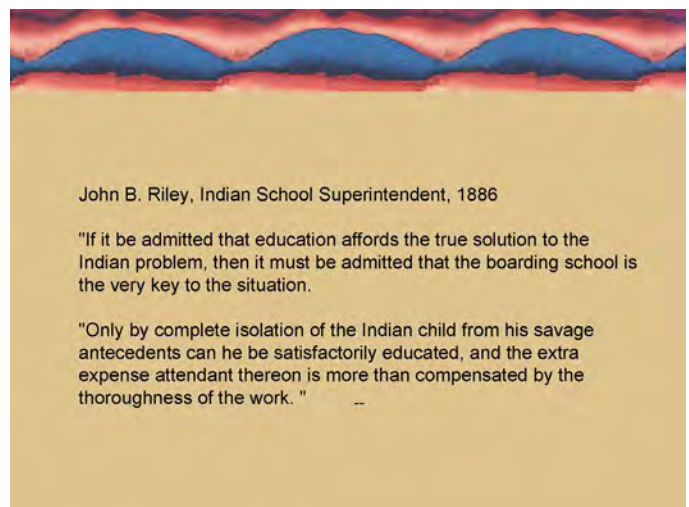 John B. Riley, Indian School Superintendent, 1886
"If it be admitted that education affords the true solution to the
Indian problem, then it must be admitted that the boarding school is
the very key to the situation.
"Only by complete isolation of the Indian child from his savage
antecedents can he be satisfactorily educated, and the extra
expense attendant thereon is more than compensated by the
thoroughness of the work. " --